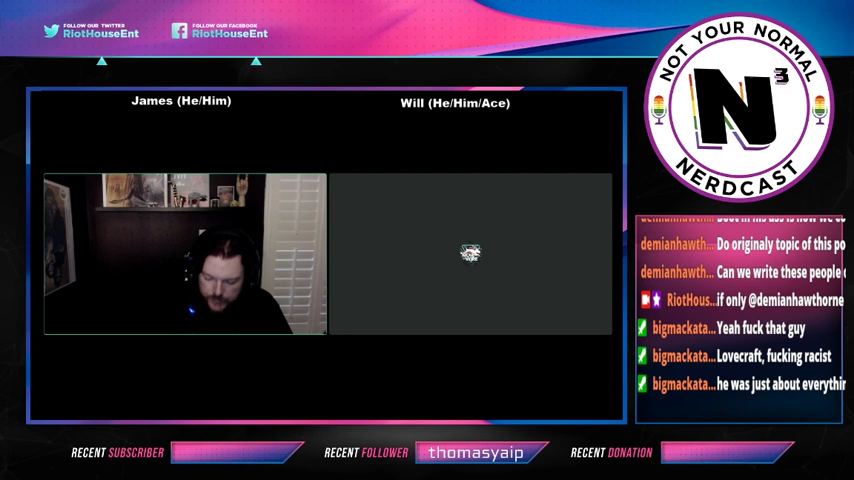 FOLLOW OUR TWITTER
RiotHouseEnt
FOLLOW OUR FACEBOOK
RiotHouseEnt
NOT YOUR NORMAL
N3
NERDCAST
James (He/Him)
Will (He/Him/Ace)
demianhawth...
demianhawth... Do originaly topic of this po
demianhawth... Can we write these people
RiotHous... if only @demianhawthorne
bigmackata... Yeah fuck that guy
bigmackata... Lovecraft, fucking racist
bigmackata... he was just about everythin
RECENT SUBSCRIBER
RECENT FOLLOWER thomasyaip
RECENT DONATION